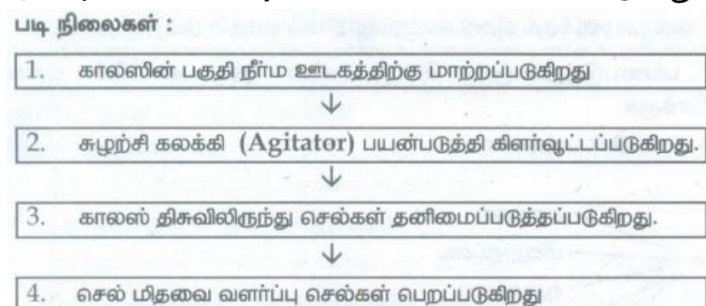 படி நிலைகள் :
1. காலஸின் பகுதி நீர்ம ஊடகத்திற்கு மாற்றப்படுகிறது
2. சுழற்சி கலக்கி (Agitator) பயன்படுத்தி கிளர்வூட்டப்படுகிறது.
3. காலஸ் திசுவிலிருந்து செல்கள் தனிமைப்படுத்தப்படுகிறது.
4. செல் மிதவை வளர்ப்பு செல்கள் பெறப்படுகிறது